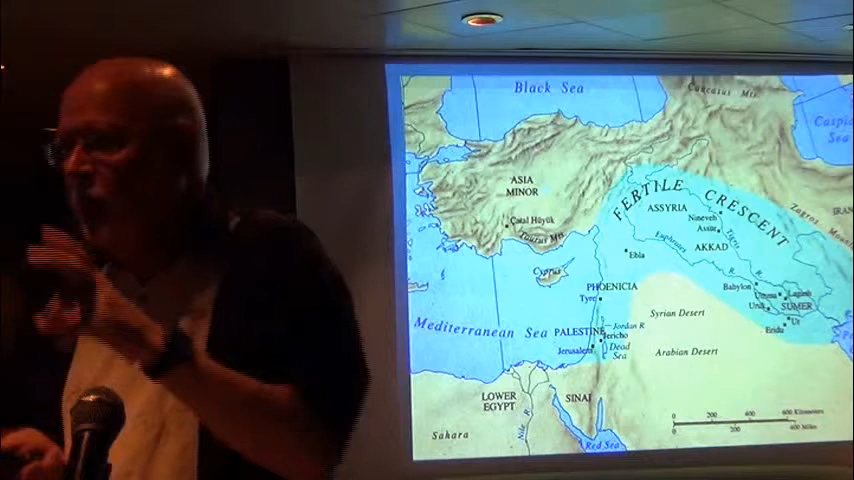 Black Sea
Caucasus Mts.
Caspian
Sea
ASIA
MINOR
FERTILE CRESCENT
ASSYRIA
Nineveh
Assur
IRAN
Zagros Mountains
Çatal Hüyük
Taurus Mts.
Euphrates R.
Tigris R.
AKKAD
Ebla
Cyprus
PHOENICIA
Tyre
Babylon
Umma
Lagash
Uruk
SUMER
Ur
Eridu
Syrian Desert
Mediterranean Sea
PALESTINE
Jordan R.
Jericho
Jerusalem
Dead
Sea
Arabian Desert
LOWER
EGYPT
SINAI
Nile R.
Sahara
Red Sea
0 200 400 600 Kilometers
0 200 400 Miles